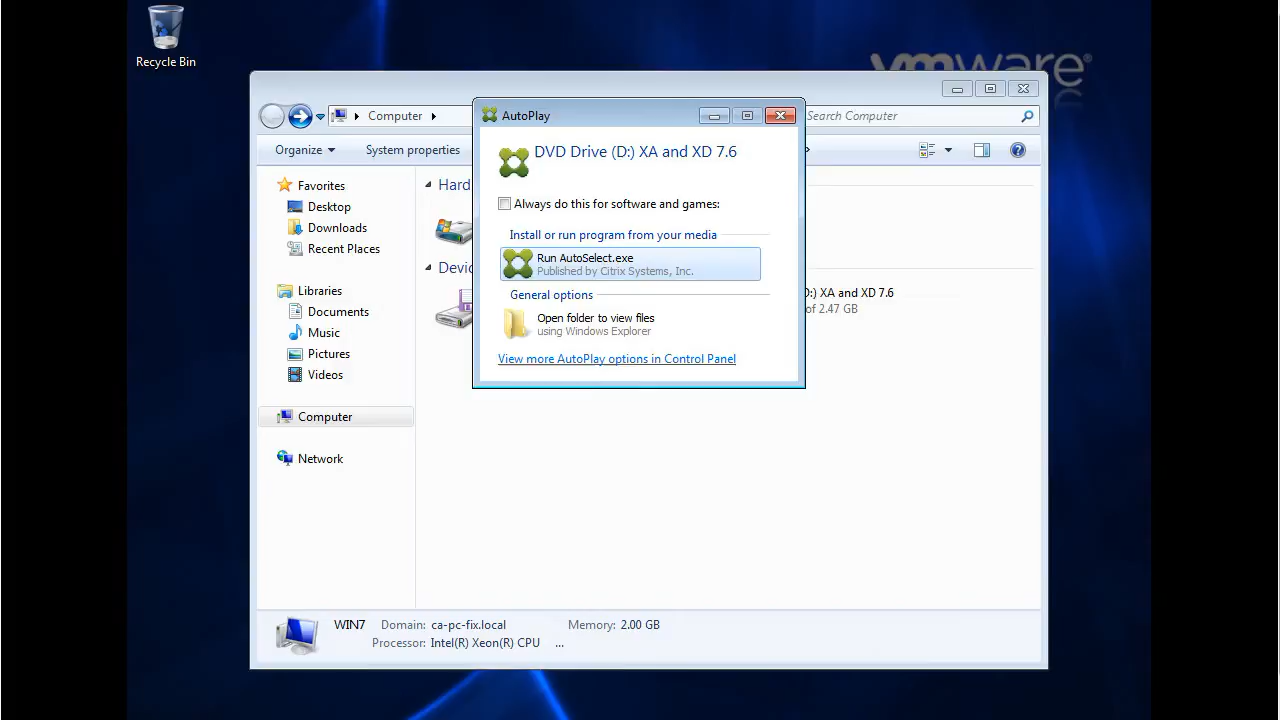 Recycle Bin
vmware®
AutoPlay
Computer
Search Computer
Organize
System properties
DVD Drive (D:) XA and XD 7.6
Always do this for software and games:
Install or run program from your media
Run AutoSelect.exe
Published by Citrix Systems, Inc.
General options
Open folder to view files
using Windows Explorer
View more AutoPlay options in Control Panel
Favorites
Desktop
Downloads
Recent Places
Libraries
Documents
Music
Pictures
Videos
Computer
Network
Hard
Devic
D:) XA and XD 7.6
of 2.47 GB
WIN7 Domain: ca-pc-fix.local Memory: 2.00 GB
Processor: Intel(R) Xeon(R) CPU ...